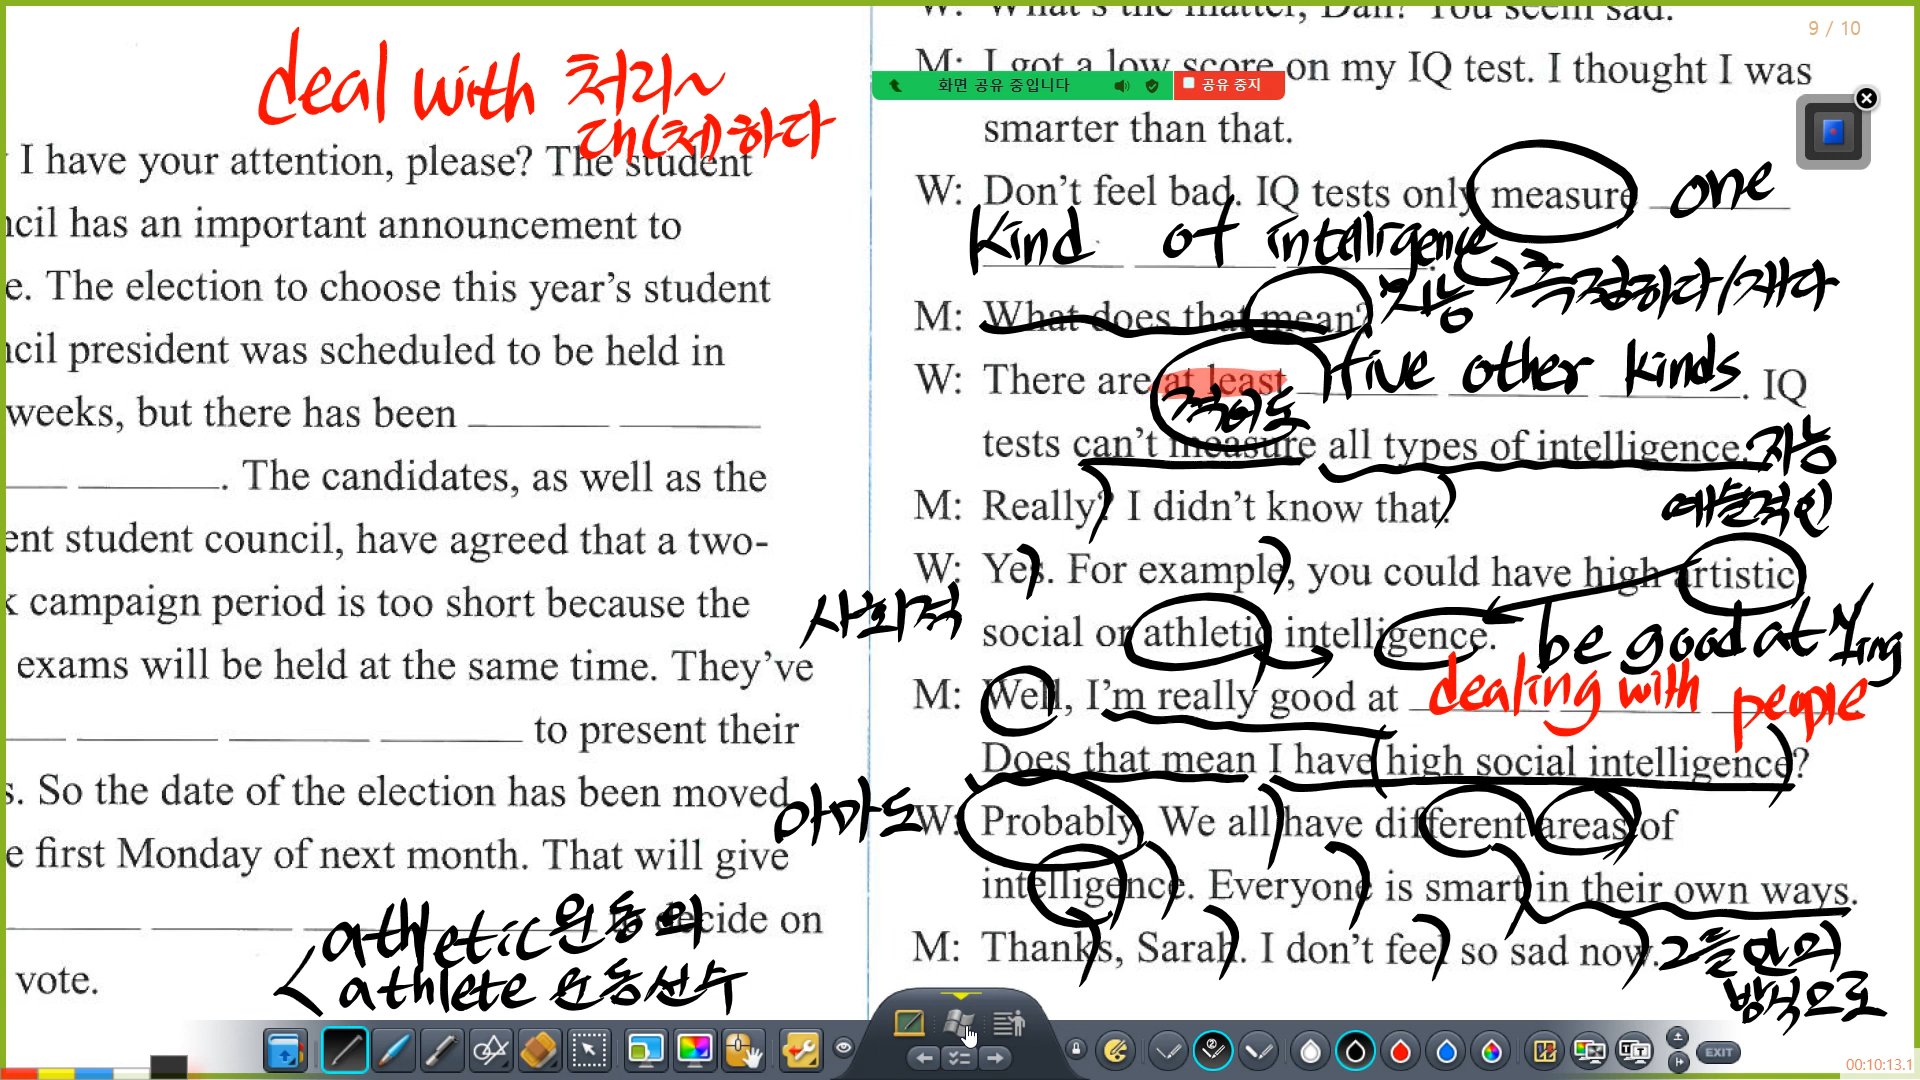 deal with 처리~
대(체)하다
I have your attention, please? The student
ncil has an important announcement to
e. The election to choose this year's student
ncil president was scheduled to be held in
weeks, but there has been
. The candidates, as well as the
ent student council, have agreed that a two-
k campaign period is too short because the
exams will be held at the same time. They've
to present their
s. So the date of the election has been moved
e first Monday of next month. That will give
decide on
vote.
athletic 운동의
athlete 운동선수
W: What's the matter, Dan? You seem sad.
9 / 10
M: I got a low score on my IQ test. I thought I was
화면 공유 중입니다
공유 중지
smarter than that.
W: Don't feel bad. IQ tests only measure one
kind of intelligence.
지능 측정하다/재다
M: What does that mean?
W: There are at least five other kinds. IQ
적어도
tests can't measure all types of intelligence. 지능
M: Really? I didn't know that.
예술적인
W: Yes. For example, you could have high artistic
사회적
social or athletic intelligence. be good at ~ing
M: Well, I'm really good at dealing with people
Does that mean I have high social intelligence?
아마도
W: Probably. We all have different areas of
intelligence. Everyone is smart in their own ways.
M: Thanks, Sarah. I don't feel so sad now.
그들만의
방식으로
EXIT
00:10:13.1